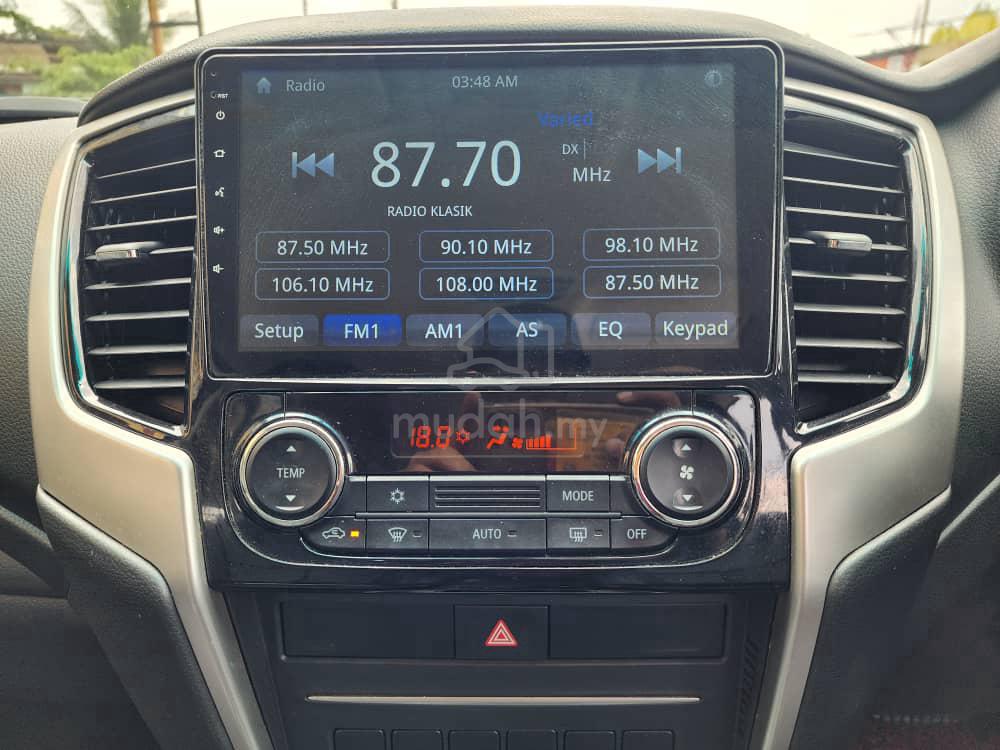 Radio 03:48 AM
RST
Varied
87.70 DX MHz
RADIO KLASIK
87.50 MHz 90.10 MHz 98.10 MHz
106.10 MHz 108.00 MHz 87.50 MHz
Setup FM1 AM1 AS EQ Keypad
mudah.my
18.8
TEMP
MODE
AUTO OFF